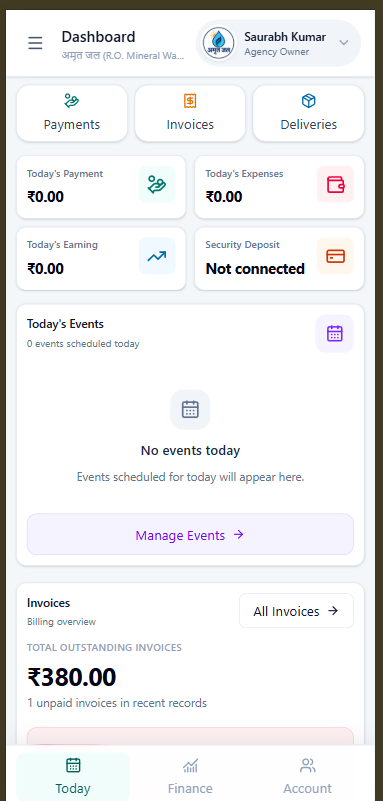 Dashboard
अमृत जल (R.O. Mineral Wa...
अमृत जल
Saurabh Kumar
Agency Owner
Payments
Invoices
Deliveries
Today's Payment
₹0.00
Today's Expenses
₹0.00
Today's Earning
₹0.00
Security Deposit
Not connected
Today's Events
0 events scheduled today
No events today
Events scheduled for today will appear here.
Manage Events
Invoices
Billing overview
All Invoices
TOTAL OUTSTANDING INVOICES
₹380.00
1 unpaid invoices in recent records
Today
Finance
Account